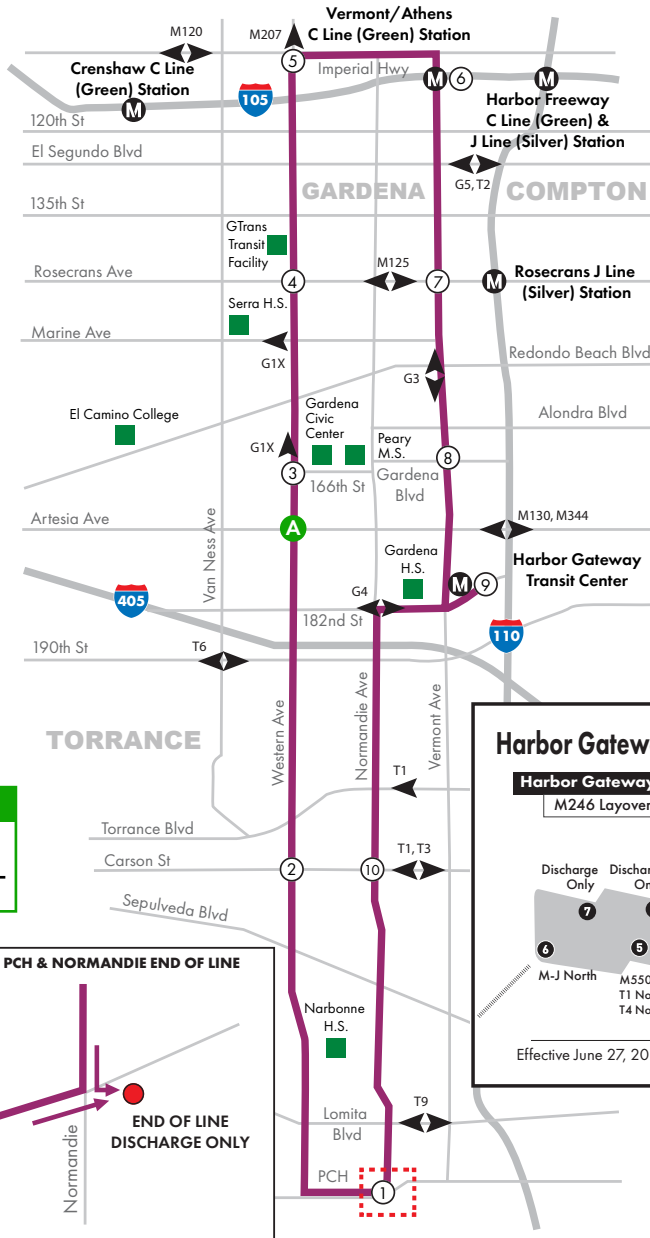 Vermont/Athens
C Line (Green) Station
M120
M207
5
Imperial Hwy
M
6
M
Crenshaw C Line
(Green) Station
M
105
Harbor Freeway
C Line (Green) &
J Line (Silver) Station
120th St
El Segundo Blvd
G5, T2
GARDENA
COMPTON
135th St
GTrans
Transit
Facility
Rosecrans Ave
4
M125
7
M
Rosecrans J Line
(Silver) Station
Serra H.S.
Marine Ave
G1X
Redondo Beach Blvd
G3
El Camino College
Gardena
Civic
Center
Alondra Blvd
G1X
Peary
M.S.
8
3
166th St
Gardena
Blvd
Artesia Ave
A
M130, M344
Van Ness Ave
Gardena
H.S.
M
9
Harbor Gateway
Transit Center
405
G4
182nd St
110
190th St
T6
TORRANCE
Western Ave
Normandie Ave
Vermont Ave
T1
Torrance Blvd
Carson St
2
10
T1, T3
Sepulveda Blvd
Narbonne
H.S.
Lomita
Blvd
T9
PCH
1
Harbor Gatew
Harbor Gateway
M246 Layover
Discharge
Only
Dischar
On
7
6
5
M-J North
M550
T1 No
T4 No
Effective June 27, 20
PCH & NORMANDIE END OF LINE
END OF LINE
DISCHARGE ONLY
Normandie